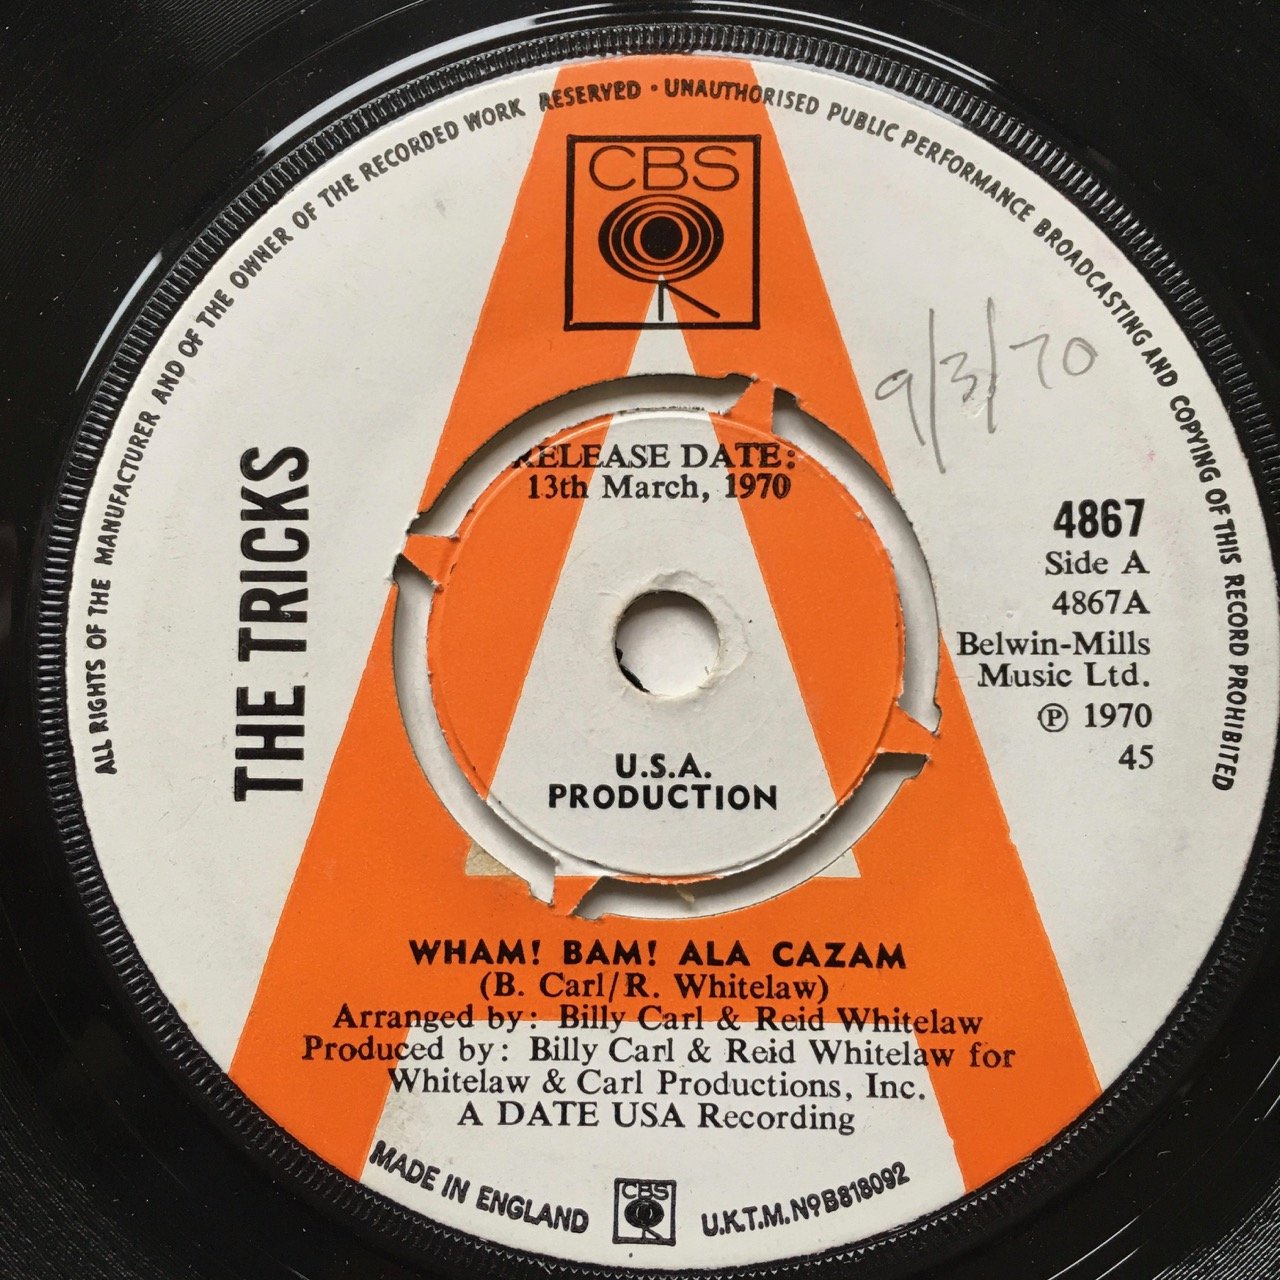 ALL RIGHTS OF THE MANUFACTURER AND OF THE OWNER OF THE RECORDED WORK RESERVED · UNAUTHORISED PUBLIC PERFORMANCE BROADCASTING AND COPYING OF THIS RECORD PROHIBITED
CBS
9/3/70
RELEASE DATE:
13th March, 1970
THE TRICKS
4867
Side A
4867A
Belwin-Mills
Music Ltd.
℗ 1970
45
U.S.A.
PRODUCTION
WHAM! BAM! ALA CAZAM
(B. Carl/R. Whitelaw)
Arranged by: Billy Carl & Reid Whitelaw
Produced by: Billy Carl & Reid Whitelaw for
Whitelaw & Carl Productions, Inc.
A DATE USA Recording
MADE IN ENGLAND
CBS
U.K.T.M. Nº B818092